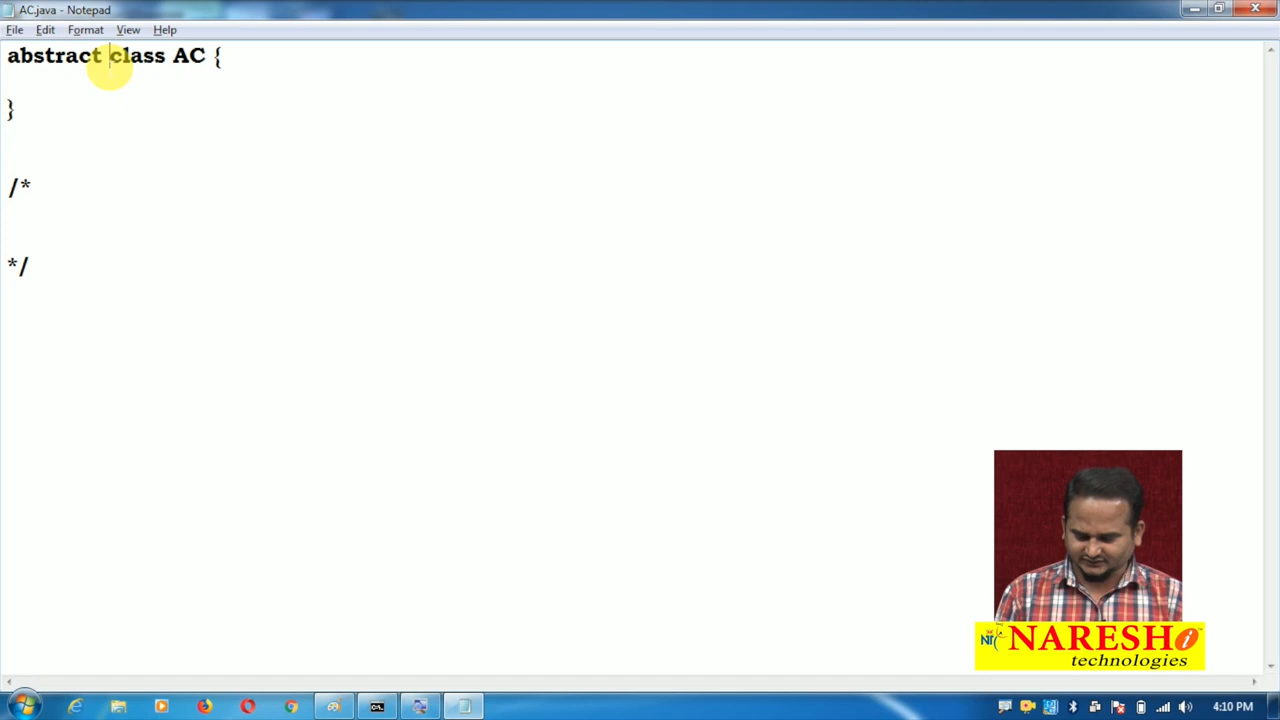 AC.java - Notepad
File Edit Format View Help
abstract class AC {
}
/*
*/
NARESH i
technologies
4:10 PM